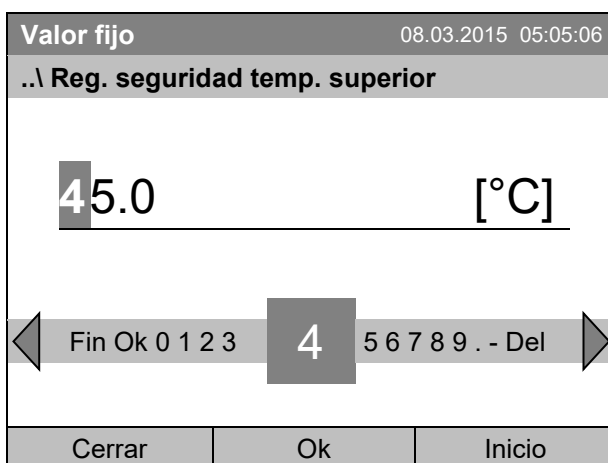 Valor fijo 08.03.2015 05:05:06
..\ Reg. seguridad temp. superior
45.0 [°C]
Fin Ok 0 1 2 3 4 5 6 7 8 9 . - Del
Cerrar Ok Inicio